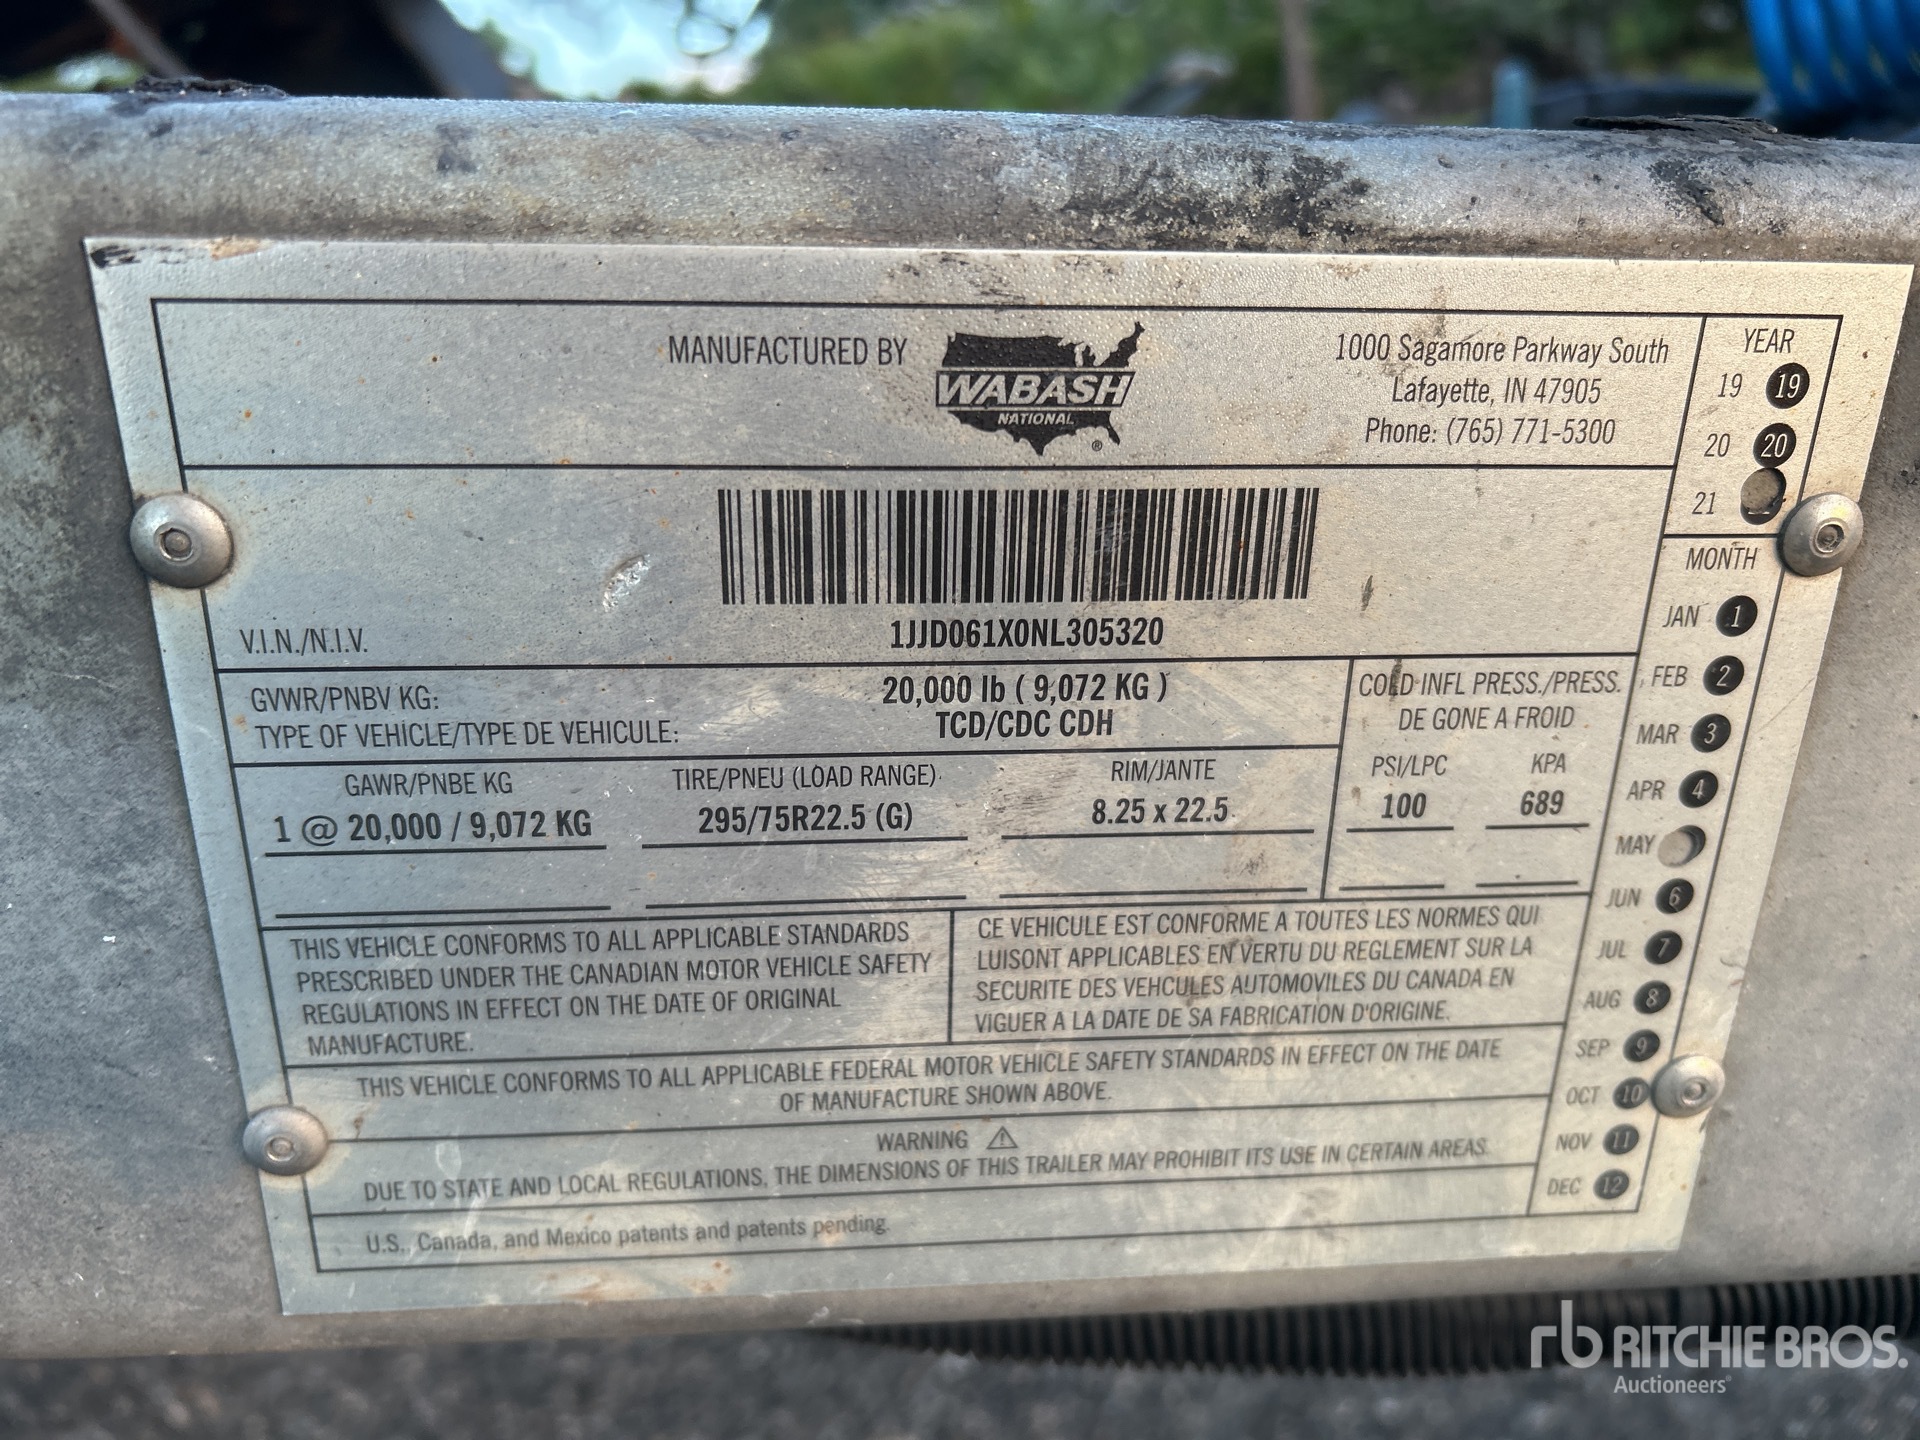 MANUFACTURED BY
WABASH
NATIONAL
®
1000 Sagamore Parkway South
Lafayette, IN 47905
Phone: (765) 771-5300
YEAR
19 19
20 20
21
MONTH
JAN 1
FEB 2
MAR 3
APR 4
MAY
JUN 6
JUL 7
AUG 8
SEP 9
OCT 10
NOV 11
DEC 12
V.I.N./N.I.V.
1JJD061X0NL305320
GVWR/PNBV KG: 20,000 lb ( 9,072 KG )
TYPE OF VEHICLE/TYPE DE VEHICULE: TCD/CDC CDH
COLD INFL PRESS./PRESS.
DE GONE A FROID
GAWR/PNBE KG TIRE/PNEU (LOAD RANGE) RIM/JANTE PSI/LPC KPA
1 @ 20,000 / 9,072 KG 295/75R22.5 (G) 8.25 x 22.5 100 689
THIS VEHICLE CONFORMS TO ALL APPLICABLE STANDARDS
PRESCRIBED UNDER THE CANADIAN MOTOR VEHICLE SAFETY
REGULATIONS IN EFFECT ON THE DATE OF ORIGINAL
MANUFACTURE.
CE VEHICULE EST CONFORME A TOUTES LES NORMES QUI
LUISONT APPLICABLES EN VERTU DU REGLEMENT SUR LA
SECURITE DES VEHCULES AUTOMOVILES DU CANADA EN
VIGUER A LA DATE DE SA FABRICATION D'ORIGINE.
THIS VEHICLE CONFORMS TO ALL APPLICABLE FEDERAL MOTOR VEHICLE SAFETY STANDARDS IN EFFECT ON THE DATE
OF MANUFACTURE SHOWN ABOVE.
WARNING ⚠
DUE TO STATE AND LOCAL REGULATIONS, THE DIMENSIONS OF THIS TRAILER MAY PROHIBIT ITS USE IN CERTAIN AREAS.
U.S., Canada, and Mexico patents and patents pending.
rb RITCHIE BROS.
Auctioneers